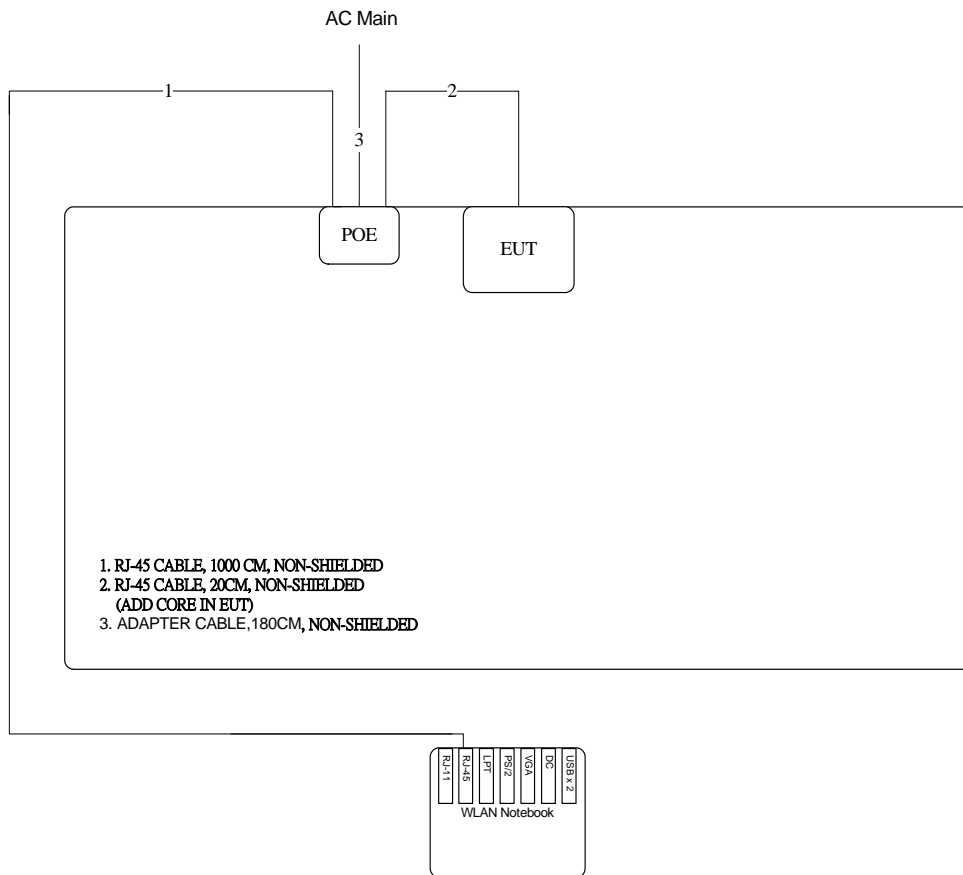 AC Main
1
2
3
POE
EUT
1. RJ-45 CABLE, 1000 CM, NON-SHIELDED
2. RJ-45 CABLE, 20CM, NON-SHIELDED
(ADD CORE IN EUT)
3. ADAPTER CABLE,180CM, NON-SHIELDED
RJ-11
RJ-45
LPT
PS/2
VGA
DC
USB x 2
WLAN Notebook